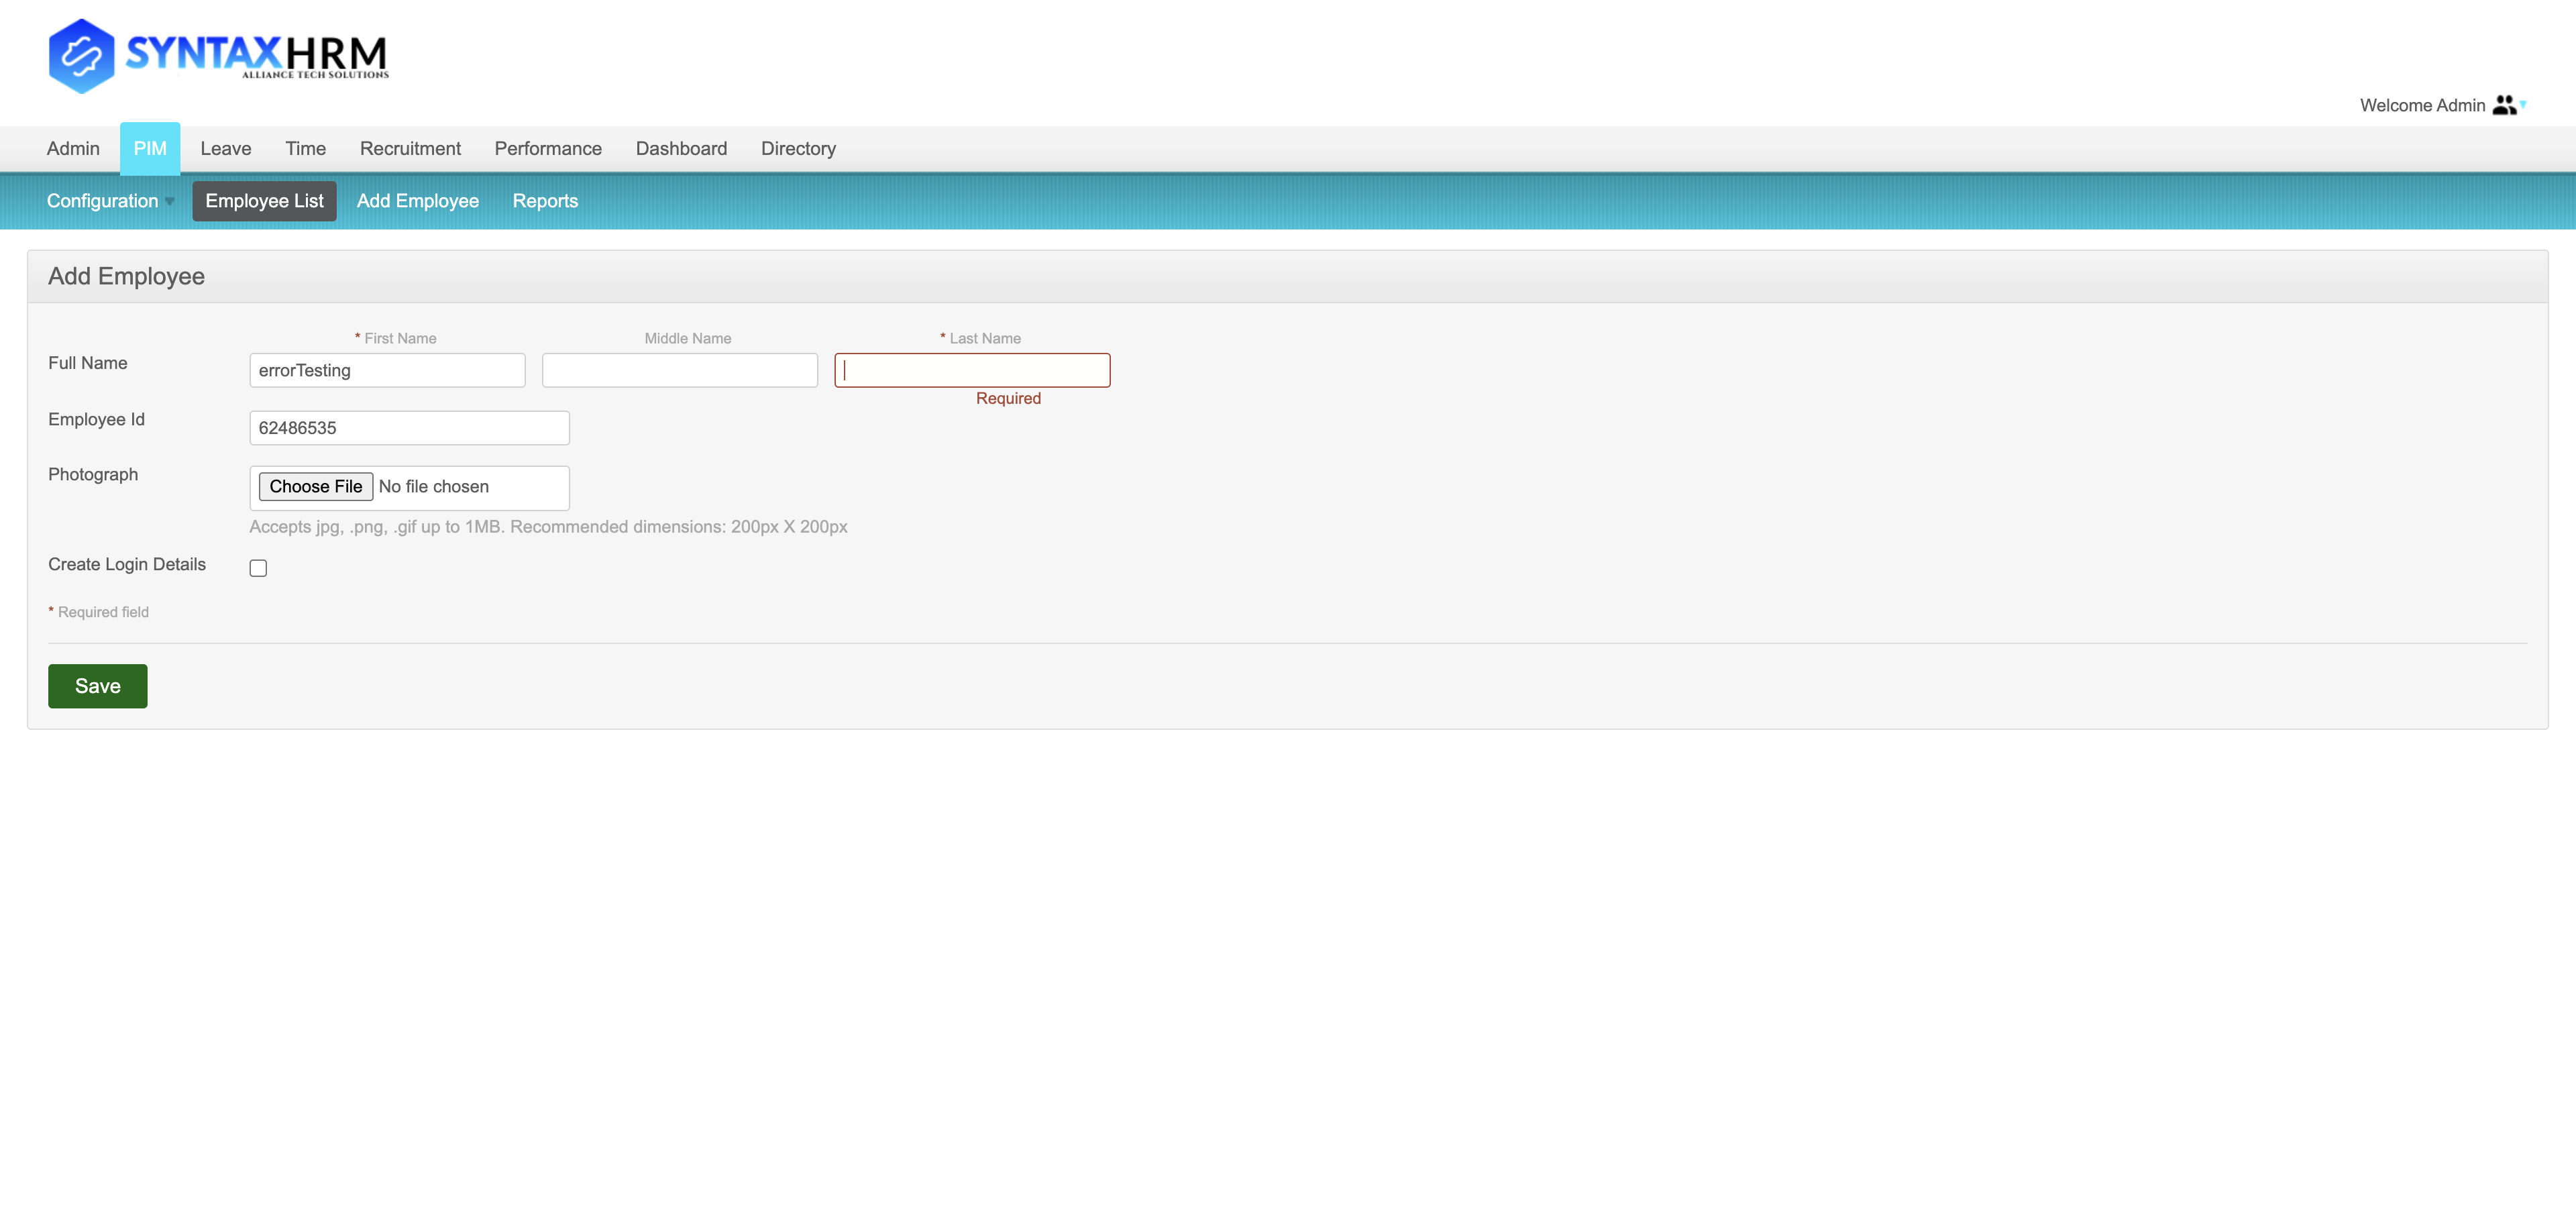 SYNTAXHRM
ALLIANCE TECH SOLUTIONS
Welcome Admin
Admin PIM Leave Time Recruitment Performance Dashboard Directory
Configuration Employee List Add Employee Reports
Add Employee
* First Name Middle Name * Last Name
Full Name errorTesting
Required
Employee Id 62486535
Photograph Choose File No file chosen
Accepts jpg, .png, .gif up to 1MB. Recommended dimensions: 200px X 200px
Create Login Details
* Required field
Save